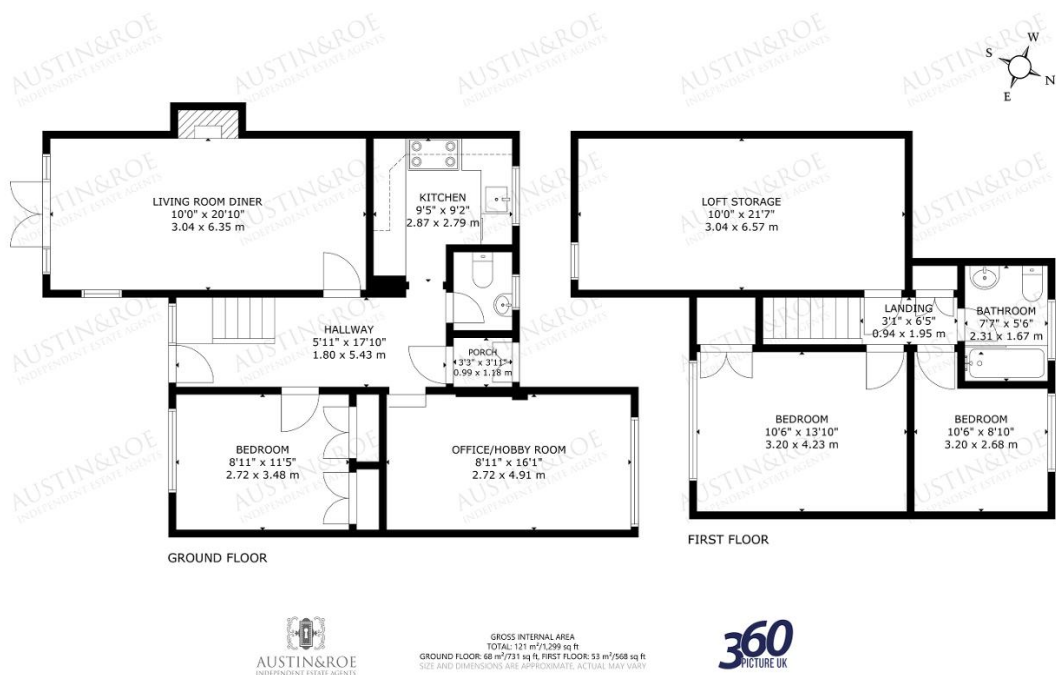 S
W
E
N
LIVING ROOM DINER
10'0" x 20'10"
3.04 x 6.35 m
KITCHEN
9'5" x 9'2"
2.87 x 2.79 m
HALLWAY
5'11" x 17'10"
1.80 x 5.43 m
PORCH
3'3" x 3'11"
0.99 x 1.18 m
BEDROOM
8'11" x 11'5"
2.72 x 3.48 m
OFFICE/HOBBY ROOM
8'11" x 16'1"
2.72 x 4.91 m
GROUND FLOOR
LOFT STORAGE
10'0" x 21'7"
3.04 x 6.57 m
LANDING
3'1" x 6'5"
0.94 x 1.95 m
BATHROOM
7'7" x 5'6"
2.31 x 1.67 m
BEDROOM
10'6" x 13'10"
3.20 x 4.23 m
BEDROOM
10'6" x 8'10"
3.20 x 2.68 m
FIRST FLOOR
AUSTIN&ROE
INDEPENDENT ESTATE AGENTS
GROSS INTERNAL AREA
TOTAL: 121 m²/1,299 sq ft
GROUND FLOOR: 68 m²/731 sq ft, FIRST FLOOR: 53 m²/568 sq ft
SIZE AND DIMENSIONS ARE APPROXIMATE, ACTUAL MAY VARY
360
PICTURE UK